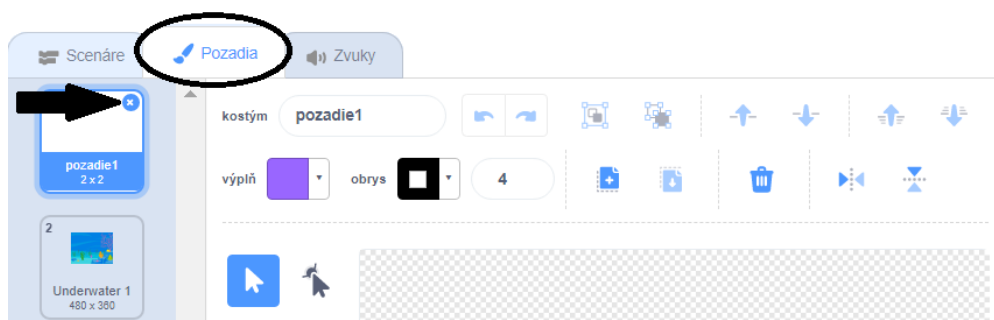 Scenáre
Pozadia
Zvuky
pozadie1
2 x 2
2
Underwater 1
480 x 360
kostým
pozadie1
výplň
obrys
4